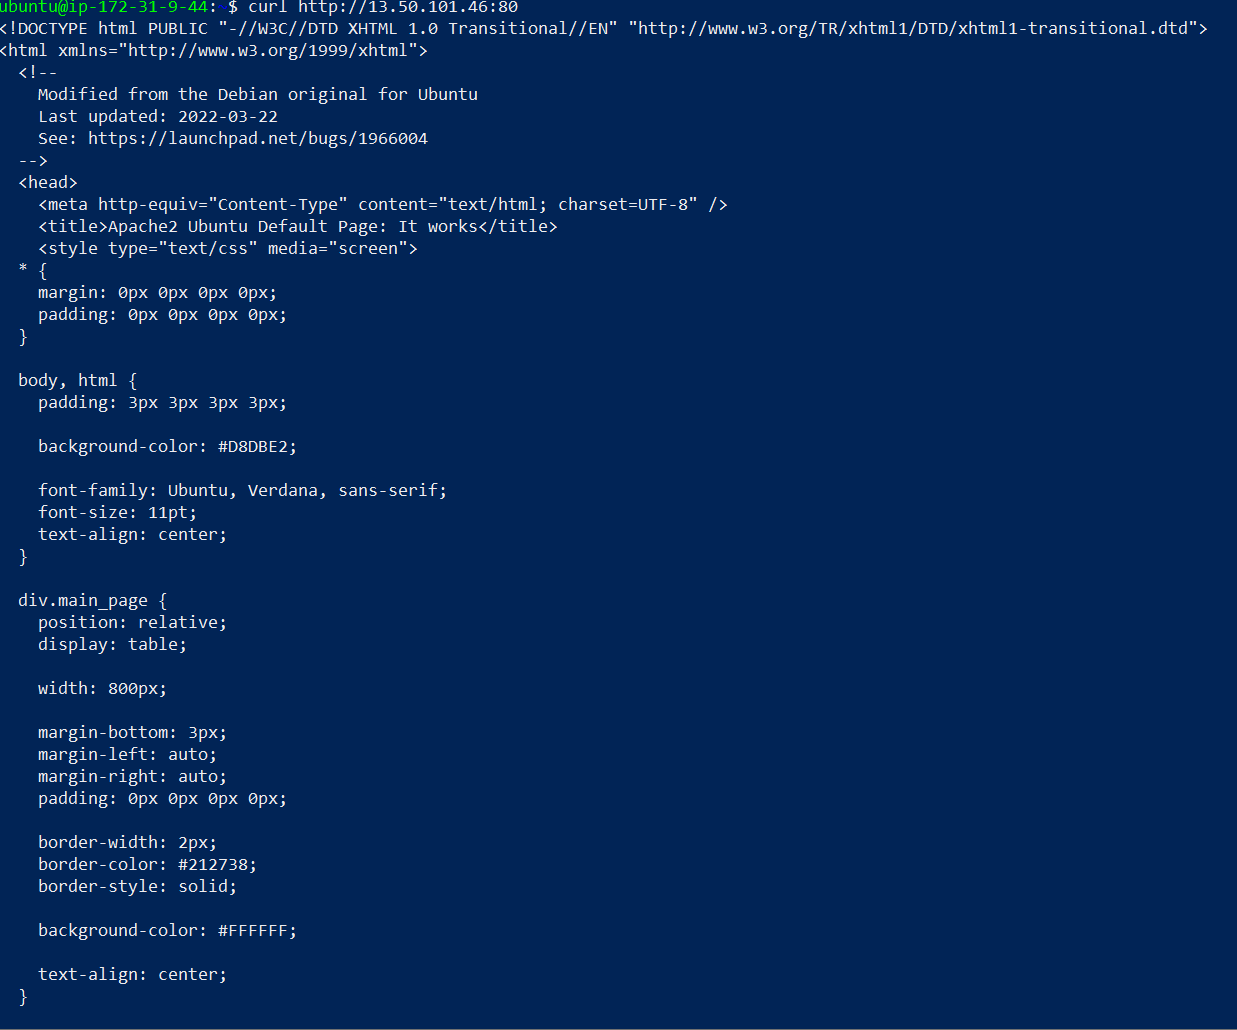 ubuntu@ip-172-31-9-44:~$ curl http://13.50.101.46:80
<!DOCTYPE html PUBLIC "-//W3C//DTD XHTML 1.0 Transitional//EN" "http://www.w3.org/TR/xhtml1/DTD/xhtml1-transitional.dtd">
<html xmlns="http://www.w3.org/1999/xhtml">
  <!--
    Modified from the Debian original for Ubuntu
    Last updated: 2022-03-22
    See: https://launchpad.net/bugs/1966004
  -->
  <head>
    <meta http-equiv="Content-Type" content="text/html; charset=UTF-8" />
    <title>Apache2 Ubuntu Default Page: It works</title>
    <style type="text/css" media="screen">
  * {
    margin: 0px 0px 0px 0px;
    padding: 0px 0px 0px 0px;
  }

  body, html {
    padding: 3px 3px 3px 3px;

    background-color: #D8DBE2;

    font-family: Ubuntu, Verdana, sans-serif;
    font-size: 11pt;
    text-align: center;
  }

  div.main_page {
    position: relative;
    display: table;

    width: 800px;

    margin-bottom: 3px;
    margin-left: auto;
    margin-right: auto;
    padding: 0px 0px 0px 0px;

    border-width: 2px;
    border-color: #212738;
    border-style: solid;

    background-color: #FFFFFF;

    text-align: center;
  }